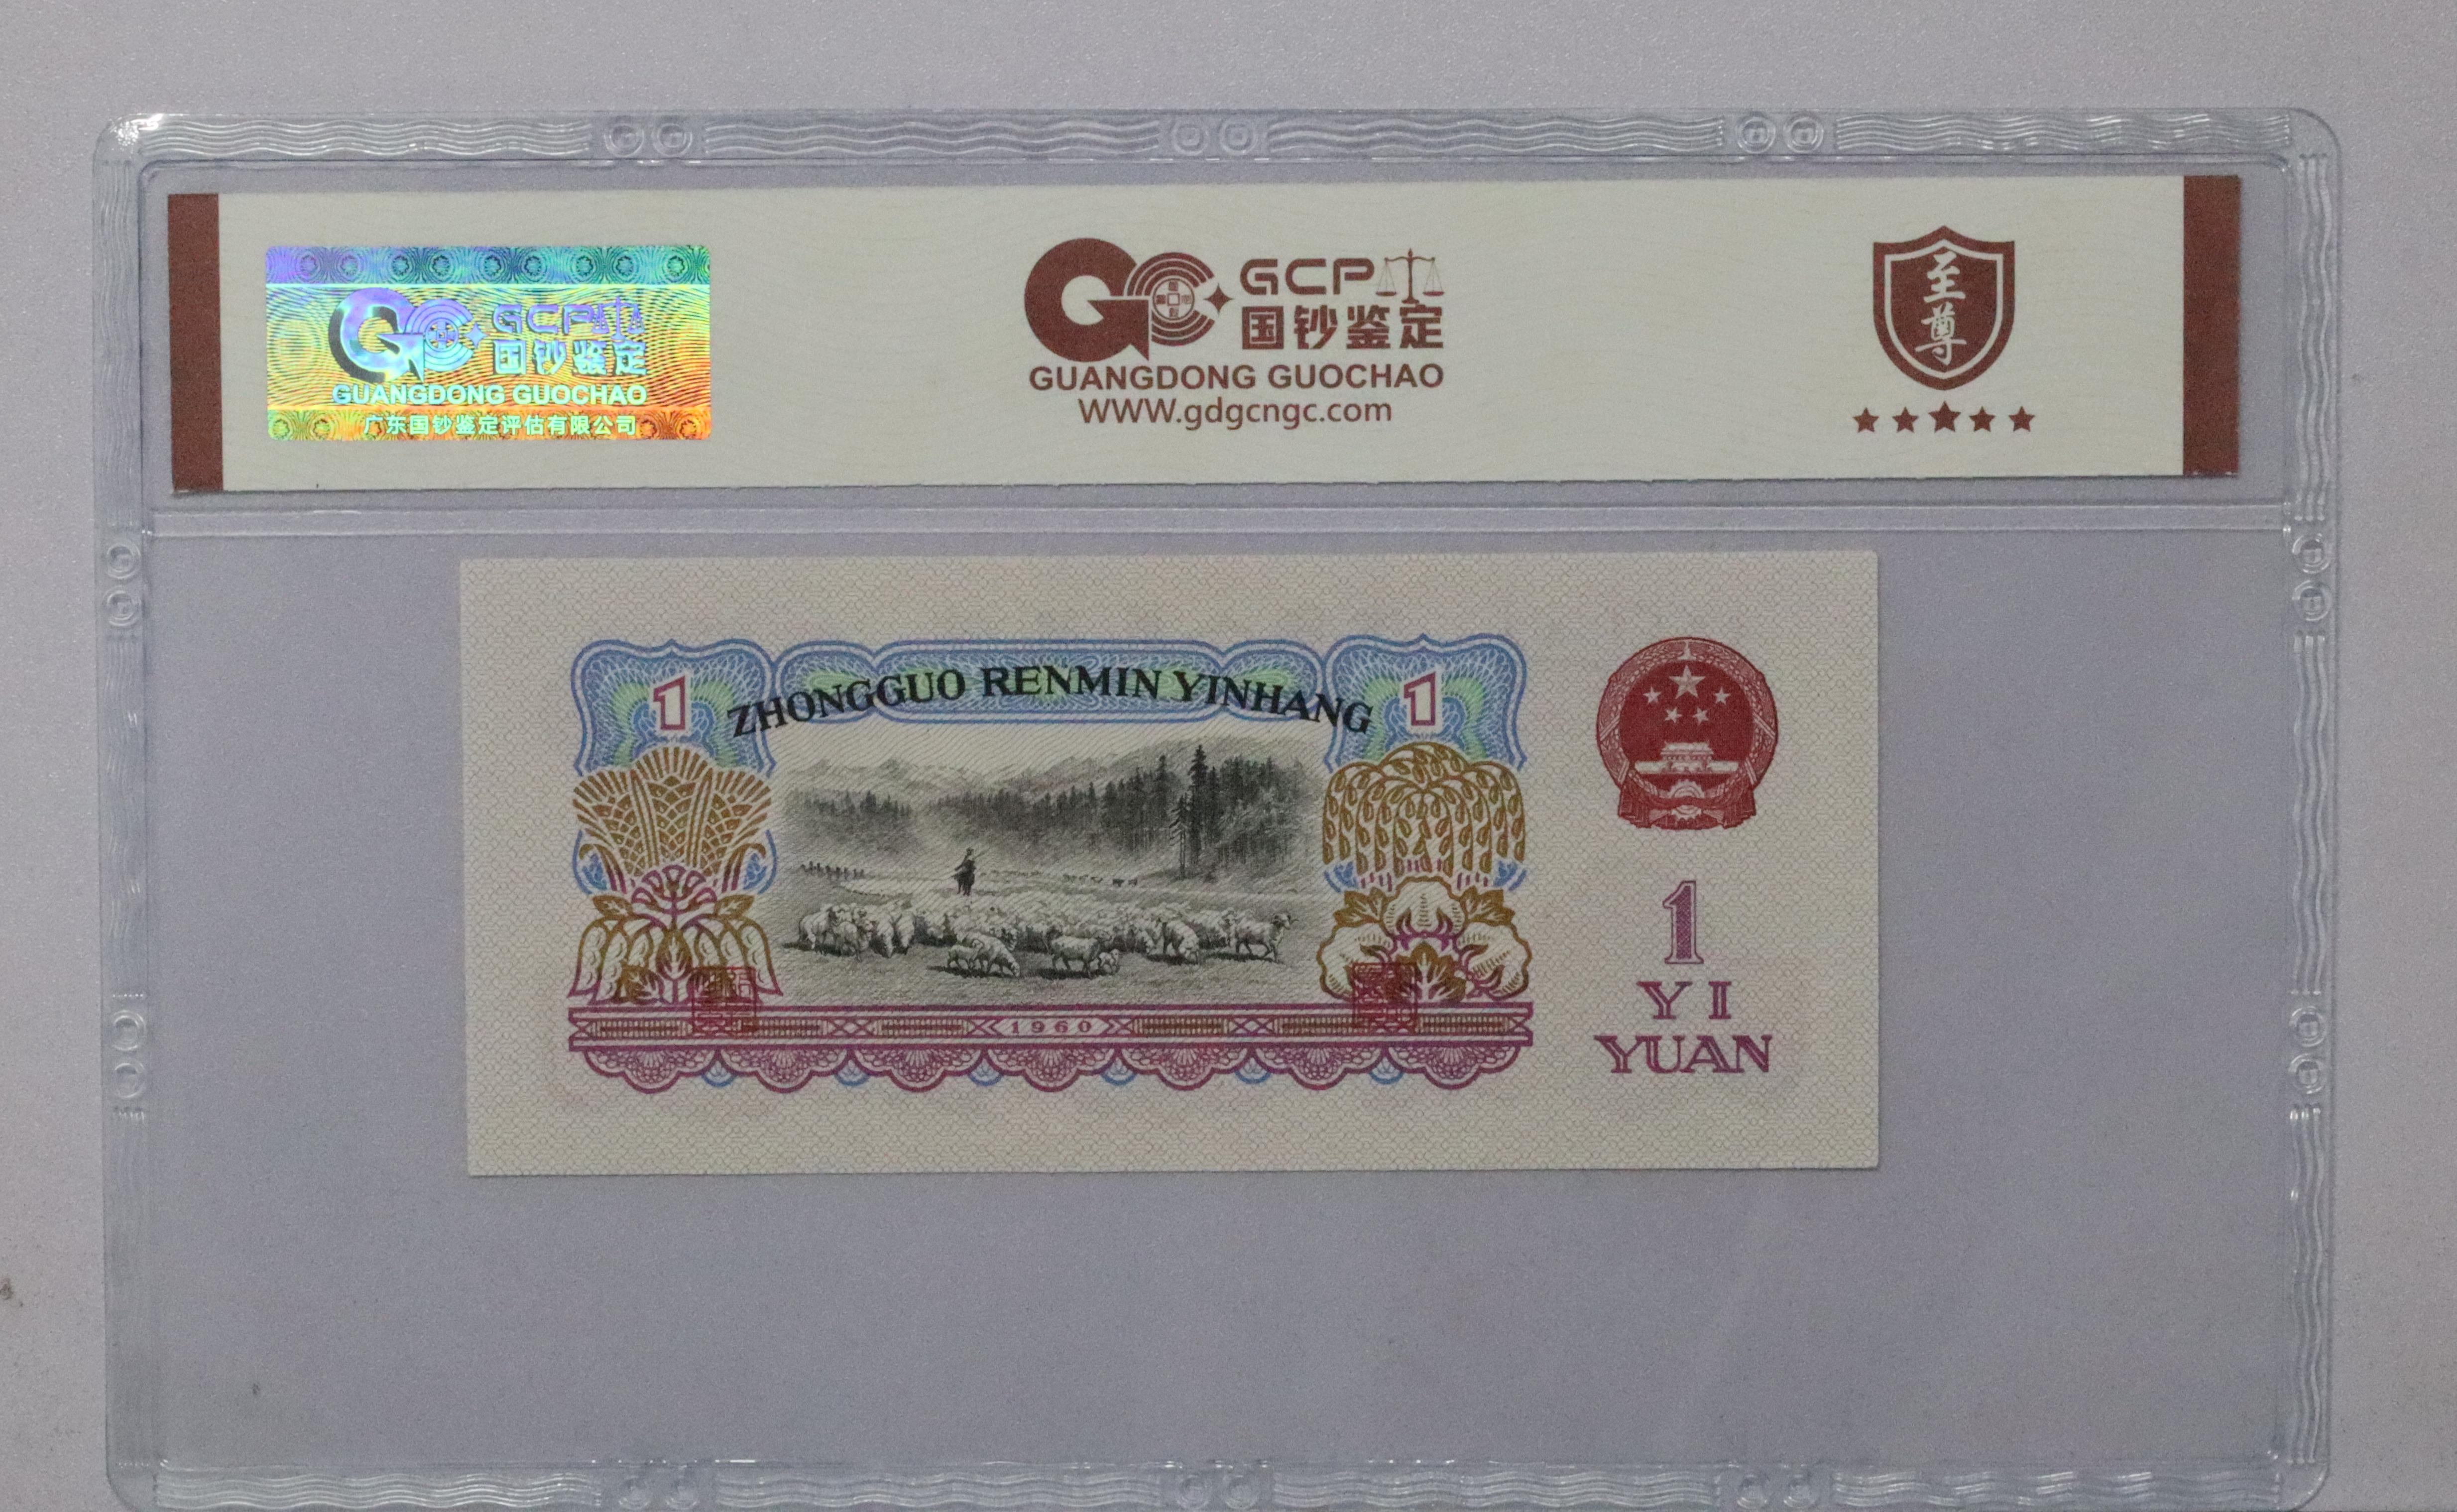 GCP
国钞鉴定
GUANGDONG GUOCHAO
广东国钞鉴定评估有限公司
GCP
国钞鉴定
GUANGDONG GUOCHAO
WWW.gdgcngc.com
至尊
1 ZHONGGUO RENMIN YINHANG 1
1
YI
YUAN
1960